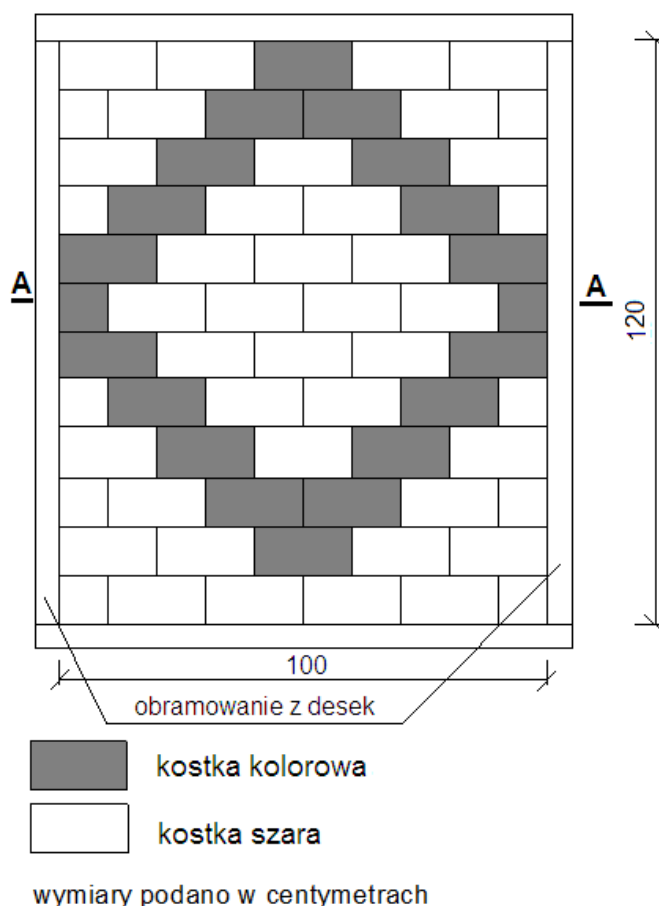 A
A
120
100
obramowanie z desek
kostka kolorowa
kostka szara
wymiary podano w centymetrach